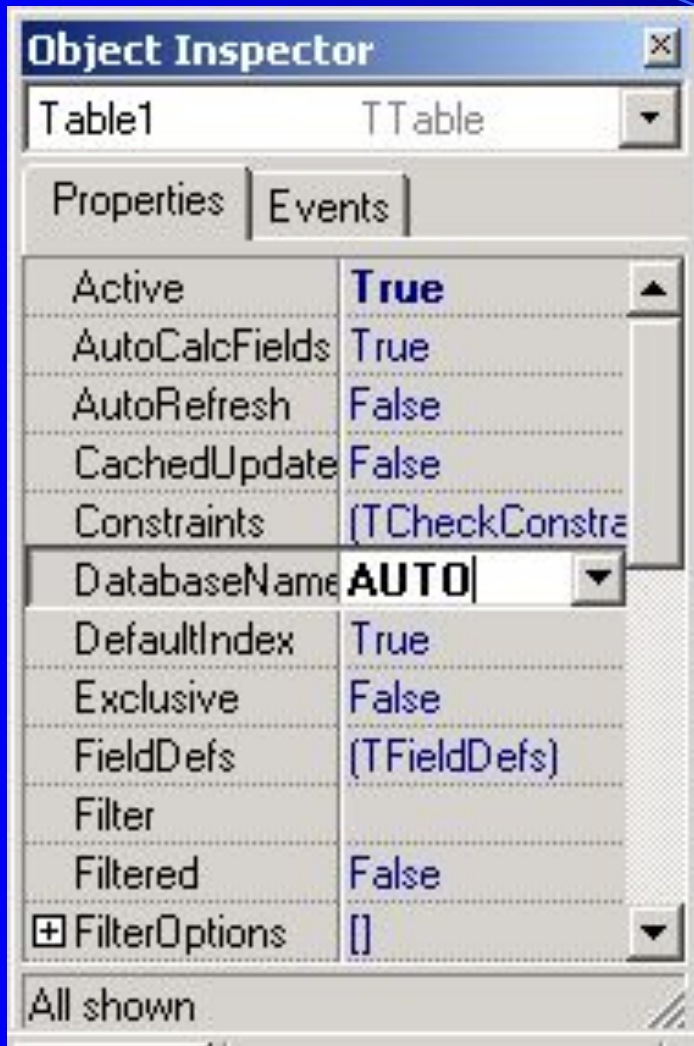 Object Inspector
Table1 TTable
Properties Events
Active True
AutoCalcFields True
AutoRefresh False
CachedUpdate False
Constraints (TCheckConstra
DatabaseName AUTO
DefaultIndex True
Exclusive False
FieldDefs (TFieldDefs)
Filter
Filtered False
FilterOptions []
All shown